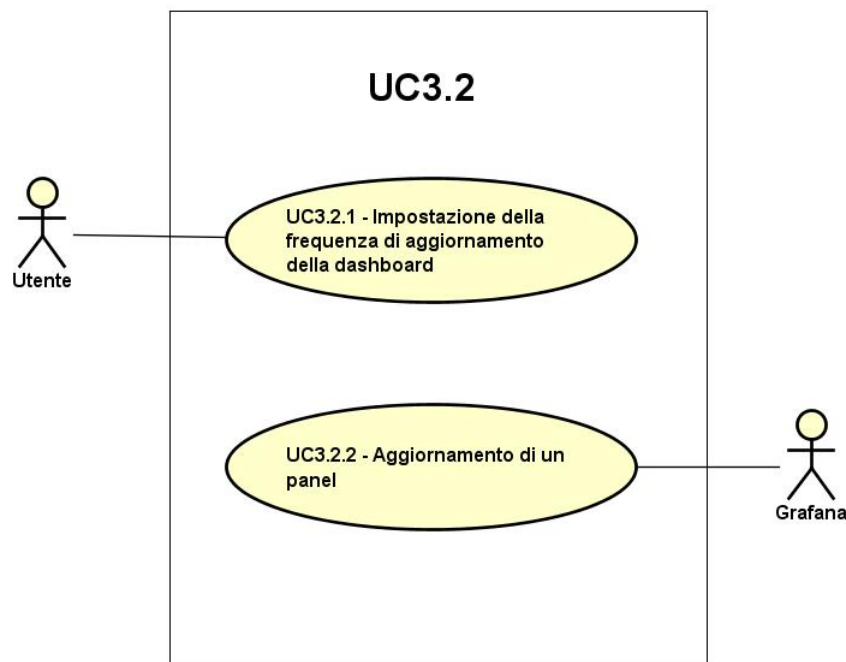 UC3.2
UC3.2.1 - Impostazione della
frequenza di aggiornamento
della dashboard
Utente
UC3.2.2 - Aggiornamento di un
panel
Grafana